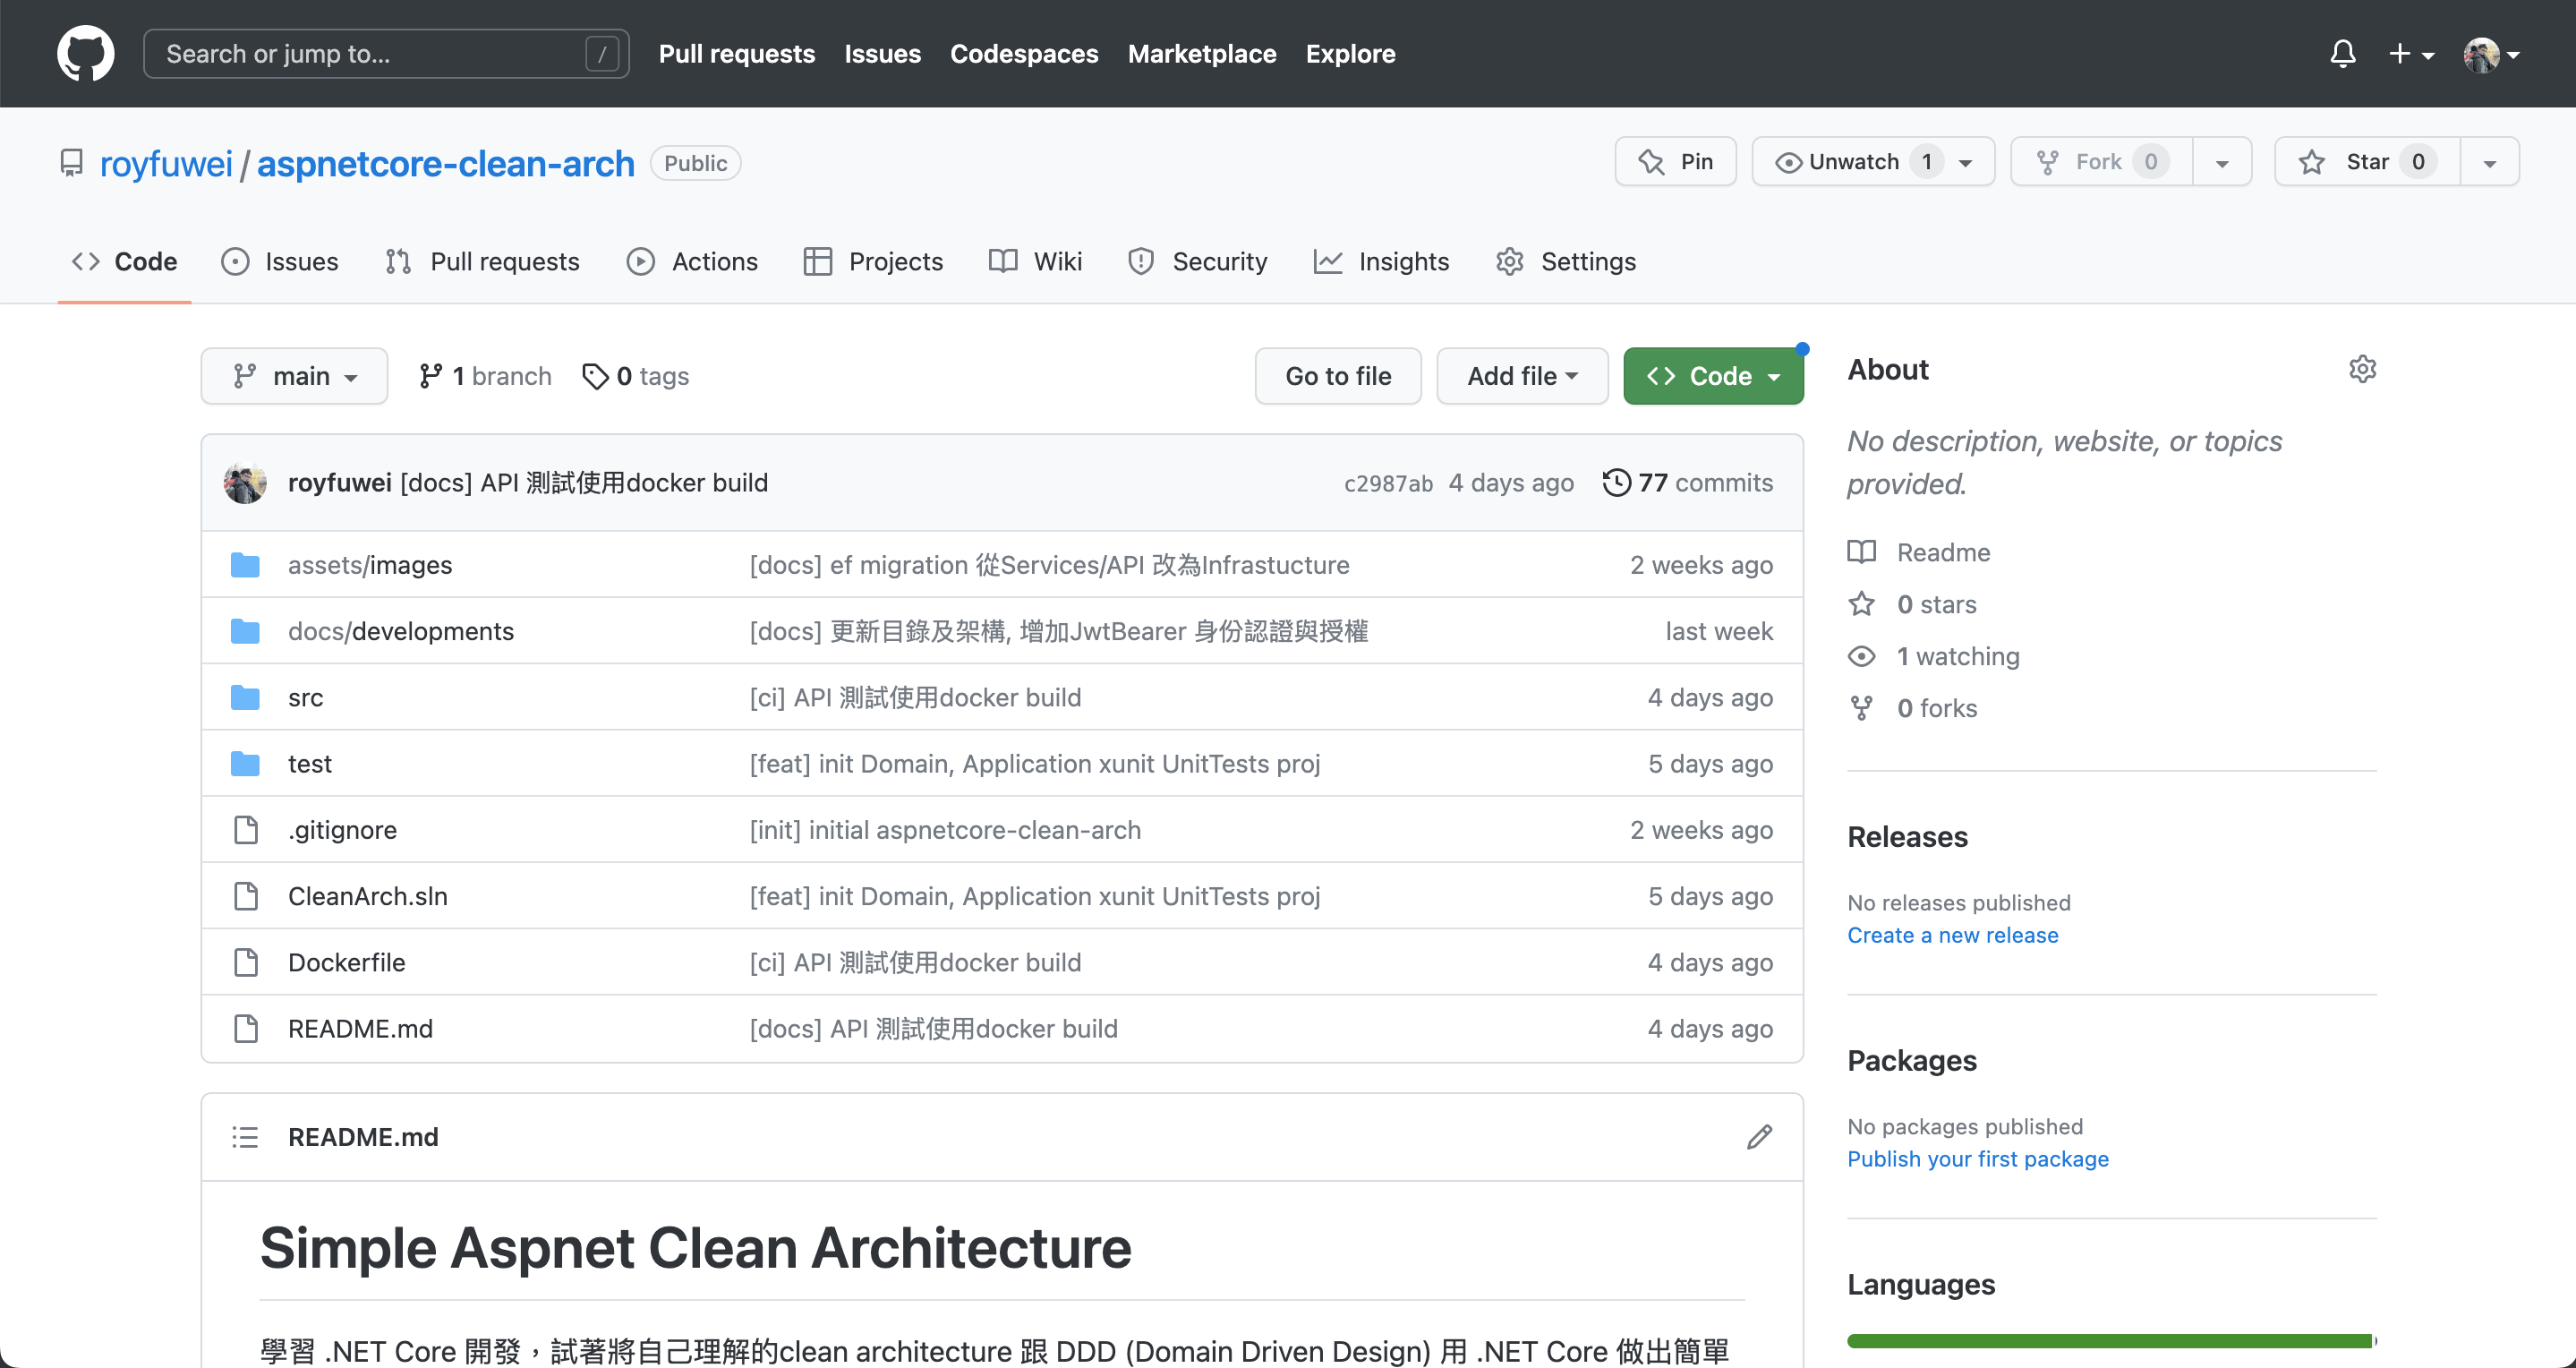 Search or jump to... /
Pull requests Issues Codespaces Marketplace Explore
royfuwei / aspnetcore-clean-arch Public
Pin Unwatch 1 Fork 0 Star 0
Code Issues Pull requests Actions Projects Wiki Security Insights Settings
main 1 branch 0 tags
Go to file Add file Code
royfuwei [docs] API 測試使用docker build c2987ab 4 days ago 77 commits
assets/images [docs] ef migration 從Services/API 改為Infrastucture 2 weeks ago
docs/developments [docs] 更新目錄及架構, 增加JwtBearer 身份認證與授權 last week
src [ci] API 測試使用docker build 4 days ago
test [feat] init Domain, Application xunit UnitTests proj 5 days ago
.gitignore [init] initial aspnetcore-clean-arch 2 weeks ago
CleanArch.sln [feat] init Domain, Application xunit UnitTests proj 5 days ago
Dockerfile [ci] API 測試使用docker build 4 days ago
README.md [docs] API 測試使用docker build 4 days ago
README.md
Simple Aspnet Clean Architecture
學習 .NET Core 開發，試著將自己理解的clean architecture 跟 DDD (Domain Driven Design) 用 .NET Core 做出簡單
About
No description, website, or topics
provided.
Readme
0 stars
1 watching
0 forks
Releases
No releases published
Create a new release
Packages
No packages published
Publish your first package
Languages